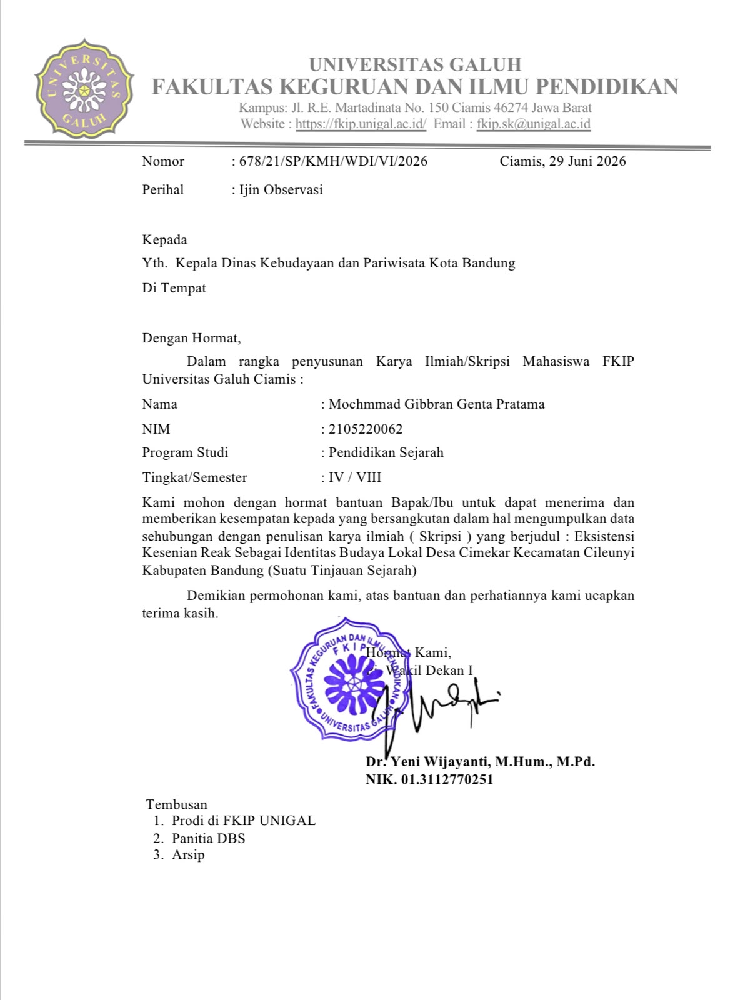 UNIVERSITAS GALUH
UNIVERSITAS GALUH
FAKULTAS KEGURUAN DAN ILMU PENDIDIKAN
Kampus: Jl. R.E. Martadinata No. 150 Ciamis 46274 Jawa Barat
Website : https://fkip.unigal.ac.id/ Email : fkip.sk@unigal.ac.id
Nomor : 678/21/SP/KMH/WDI/VI/2026 Ciamis, 29 Juni 2026
Perihal : Ijin Observasi
Kepada
Yth. Kepala Dinas Kebudayaan dan Pariwisata Kota Bandung
Di Tempat
Dengan Hormat,
Dalam rangka penyusunan Karya Ilmiah/Skripsi Mahasiswa FKIP
Universitas Galuh Ciamis :
Nama : Mochmmad Gibbran Genta Pratama
NIM : 2105220062
Program Studi : Pendidikan Sejarah
Tingkat/Semester : IV / VIII
Kami mohon dengan hormat bantuan Bapak/Ibu untuk dapat menerima dan
memberikan kesempatan kepada yang bersangkutan dalam hal mengumpulkan data
sehubungan dengan penulisan karya ilmiah ( Skripsi ) yang berjudul : Eksistensi
Kesenian Reak Sebagai Identitas Budaya Lokal Desa Cimekar Kecamatan Cileunyi
Kabupaten Bandung (Suatu Tinjauan Sejarah)
Demikian permohonan kami, atas bantuan dan perhatiannya kami ucapkan
terima kasih.
FAKULTAS KEGURUAN DAN ILMU PENDIDIKAN
FKIP
UNIVERSITAS GALUH
Hormat Kami,
Wakil Dekan I
Dr. Yeni Wijayanti, M.Hum., M.Pd.
NIK. 01.3112770251
Tembusan
1. Prodi di FKIP UNIGAL
2. Panitia DBS
3. Arsip